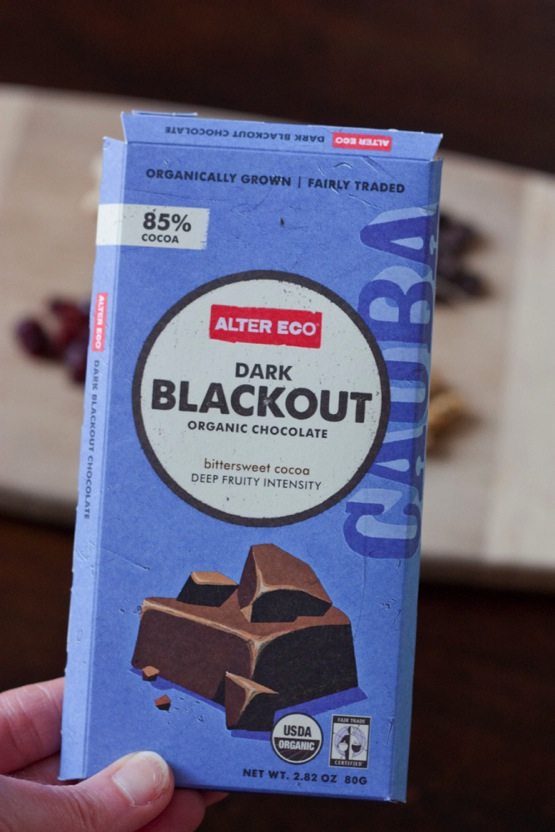 DARK BLACKOUT CHOCOLATE ALTER ECO
ORGANICALLY GROWN | FAIRLY TRADED
85%
COCOA
ALTER ECO
DARK
BLACKOUT
ORGANIC CHOCOLATE
bittersweet cocoa
DEEP FRUITY INTENSITY
ALTER ECO DARK BLACKOUT CHOCOLATE
USDA
ORGANIC
FAIR TRADE
CERTIFIED
NET WT. 2.82 OZ 80G